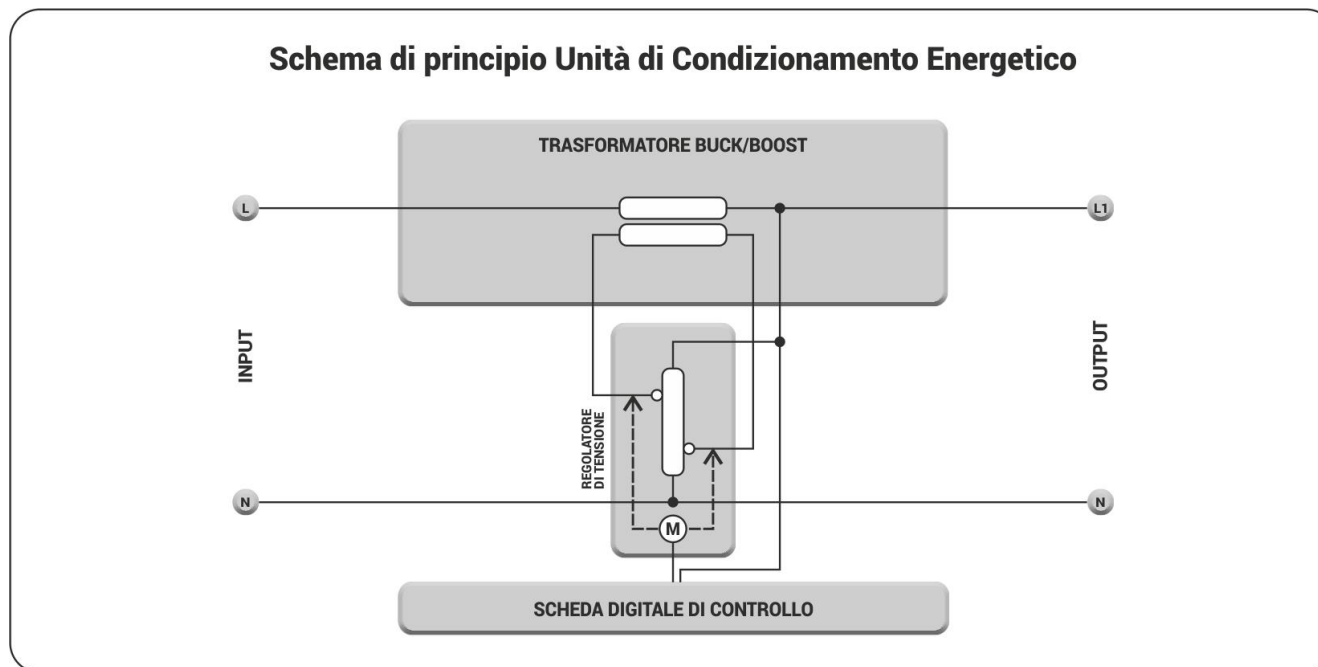 Schema di principio Unità di Condizionamento Energetico
TRASFORMATORE BUCK/BOOST
L
L1
INPUT
OUTPUT
REGOLATORE
DI TENSIONE
N
N
M
SCHEDA DIGITALE DI CONTROLLO